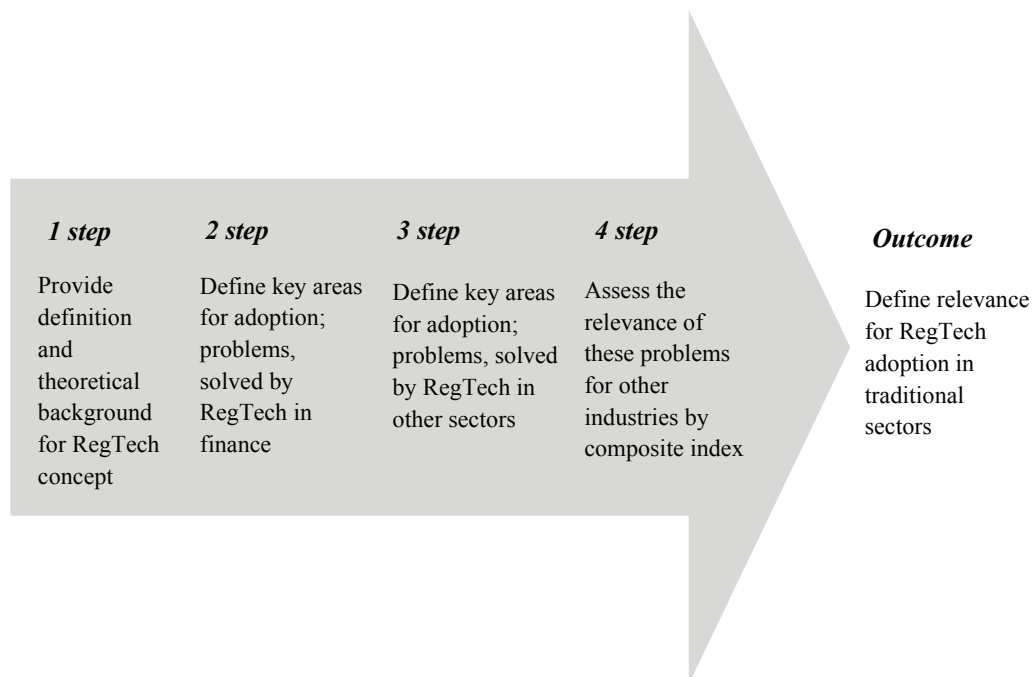 1 step
Provide
definition
and
theoretical
background
for RegTech
concept
2 step
Define key areas
for adoption;
problems,
solved by
RegTech in
finance
3 step
Define key areas
for adoption;
problems, solved
by RegTech in
other sectors
4 step
Assess the
relevance of
these problems
for other
industries by
composite index
Outcome
Define relevance
for RegTech
adoption in
traditional
sectors